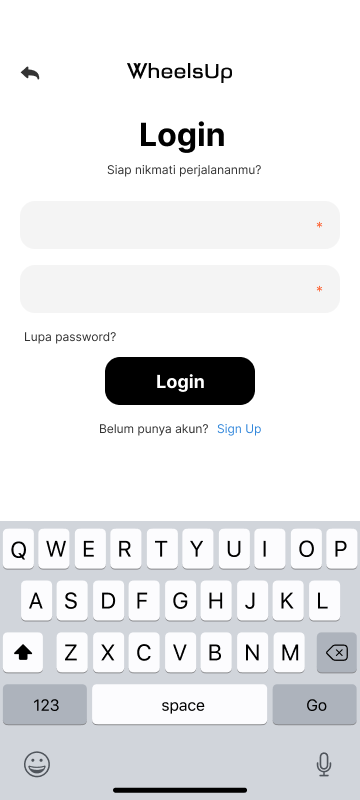 WheelsUp
Login
Siap nikmati perjalananmu?
*
*
Lupa password?
Login
Belum punya akun? Sign Up
Q W E R T Y U I O P
A S D F G H J K L
Z X C V B N M
123 space Go